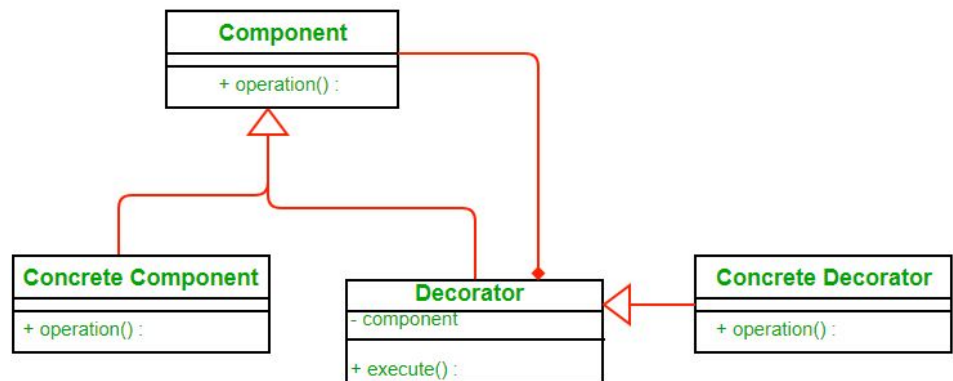 Component
+ operation() :
Concrete Component
+ operation() :
Decorator
- component
+ execute() :
Concrete Decorator
+ operation() :